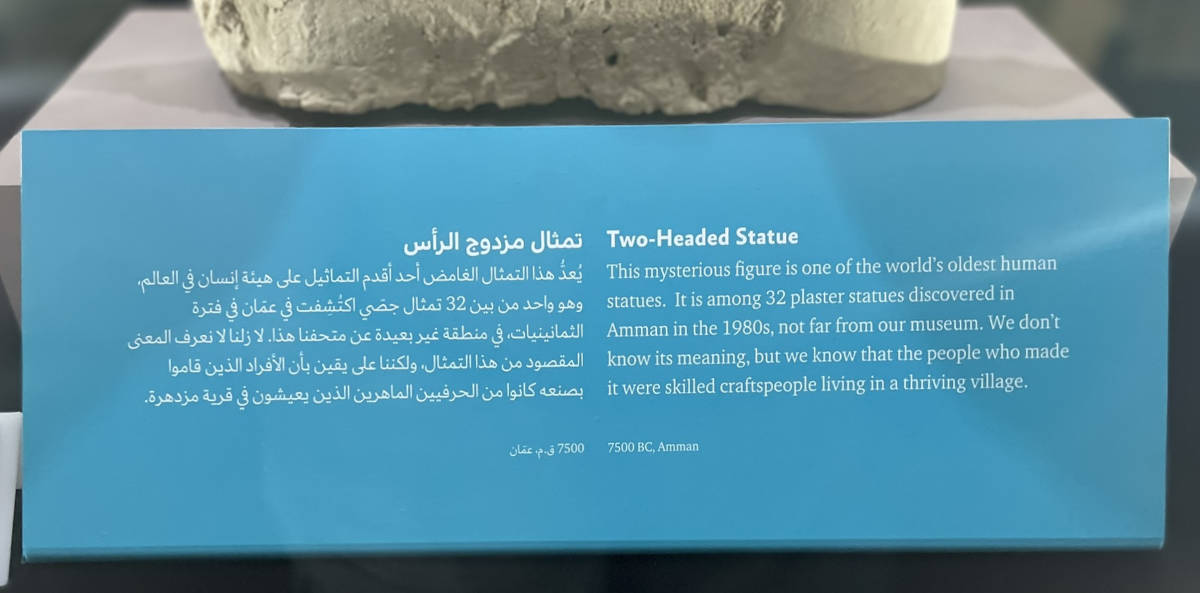 تمثال مزدوج الرأس
يُعدُّ هذا التمثال الغامض أحد أقدم التماثيل على هيئة إنسان في العالم،
وهو واحد من بين 32 تمثال جصّي اكتُشِفت في عمّان في فترة
الثمانينيات، في منطقة غير بعيدة عن متحفنا هذا. لا زلنا لا نعرف المعنى
المقصود من هذا التمثال، ولكننا على يقين بأن الأفراد الذين قاموا
بصنعه كانوا من الحرفيين الماهرين الذين يعيشون في قرية مزدهرة.
7500 ق.م، عمّان
Two-Headed Statue
This mysterious figure is one of the world's oldest human
statues. It is among 32 plaster statues discovered in
Amman in the 1980s, not far from our museum. We don't
know its meaning, but we know that the people who made
it were skilled craftspeople living in a thriving village.
7500 BC, Amman